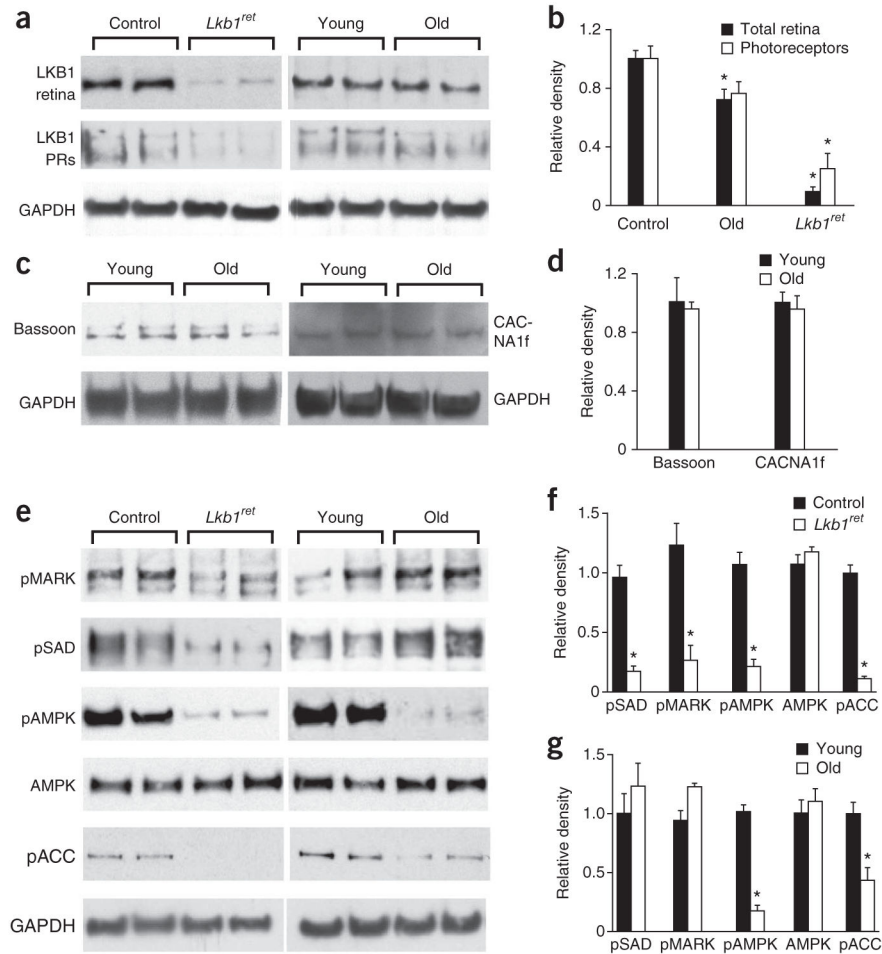 a
Control Lkb1ret Young Old
LKB1
retina
LKB1
PRs
GAPDH
b
Total retina
Photoreceptors
Relative density
1.2
0.8
0.4
0
*
*
*
Control Old Lkb1ret
c
Young Old Young Old
Bassoon
CAC-
NA1f
GAPDH
GAPDH
d
Young
Old
Relative density
1.2
0.8
0.4
0
Bassoon CACNA1f
e
Control Lkb1ret Young Old
pMARK
pSAD
pAMPK
AMPK
pACC
GAPDH
f
Control
Lkb1ret
Relative density
1.5
1.0
0.5
0
*
*
*
*
pSAD pMARK pAMPK AMPK pACC
g
Young
Old
Relative density
1.5
1.0
0.5
0
*
*
pSAD pMARK pAMPK AMPK pACC